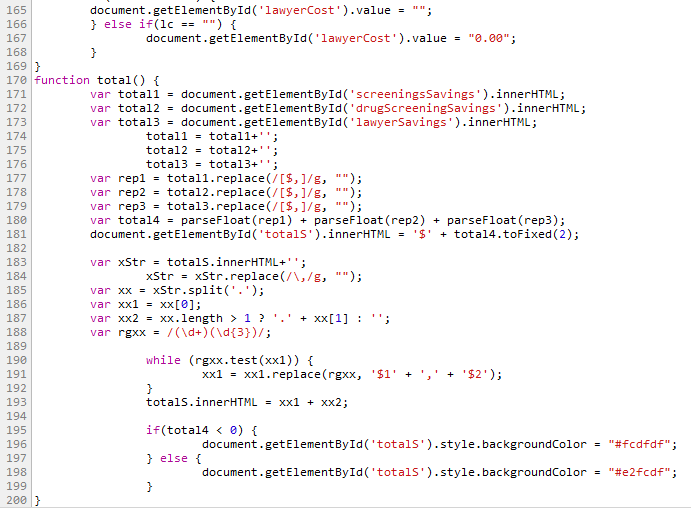 165 document.getElementById('lawyerCost').value = "";
166 } else if(lc == "") {
167 document.getElementById('lawyerCost').value = "0.00";
168 }
169 }
170 function total() {
171 var total1 = document.getElementById('screeningsSavings').innerHTML;
172 var total2 = document.getElementById('drugScreeningSavings').innerHTML;
173 var total3 = document.getElementById('lawyerSavings').innerHTML;
174 total1 = total1+'';
175 total2 = total2+'';
176 total3 = total3+'';
177 var rep1 = total1.replace(/[$,]/g, "");
178 var rep2 = total2.replace(/[$,]/g, "");
179 var rep3 = total3.replace(/[$,]/g, "");
180 var total4 = parseFloat(rep1) + parseFloat(rep2) + parseFloat(rep3);
181 document.getElementById('totalS').innerHTML = '$' + total4.toFixed(2);
182
183 var xStr = totalS.innerHTML+'';
184 xStr = xStr.replace(/\,/g, "");
185 var xx = xStr.split('.');
186 var xx1 = xx[0];
187 var xx2 = xx.length > 1 ? '.' + xx[1] : '';
188 var rgxx = /(\d+)(\d{3})/;
189
190 while (rgxx.test(xx1)) {
191 xx1 = xx1.replace(rgxx, '$1' + ',' + '$2');
192 }
193 totalS.innerHTML = xx1 + xx2;
194
195 if(total4 < 0) {
196 document.getElementById('totalS').style.backgroundColor = "#fcdfdf";
197 } else {
198 document.getElementById('totalS').style.backgroundColor = "#e2fcdf";
199 }
200 }